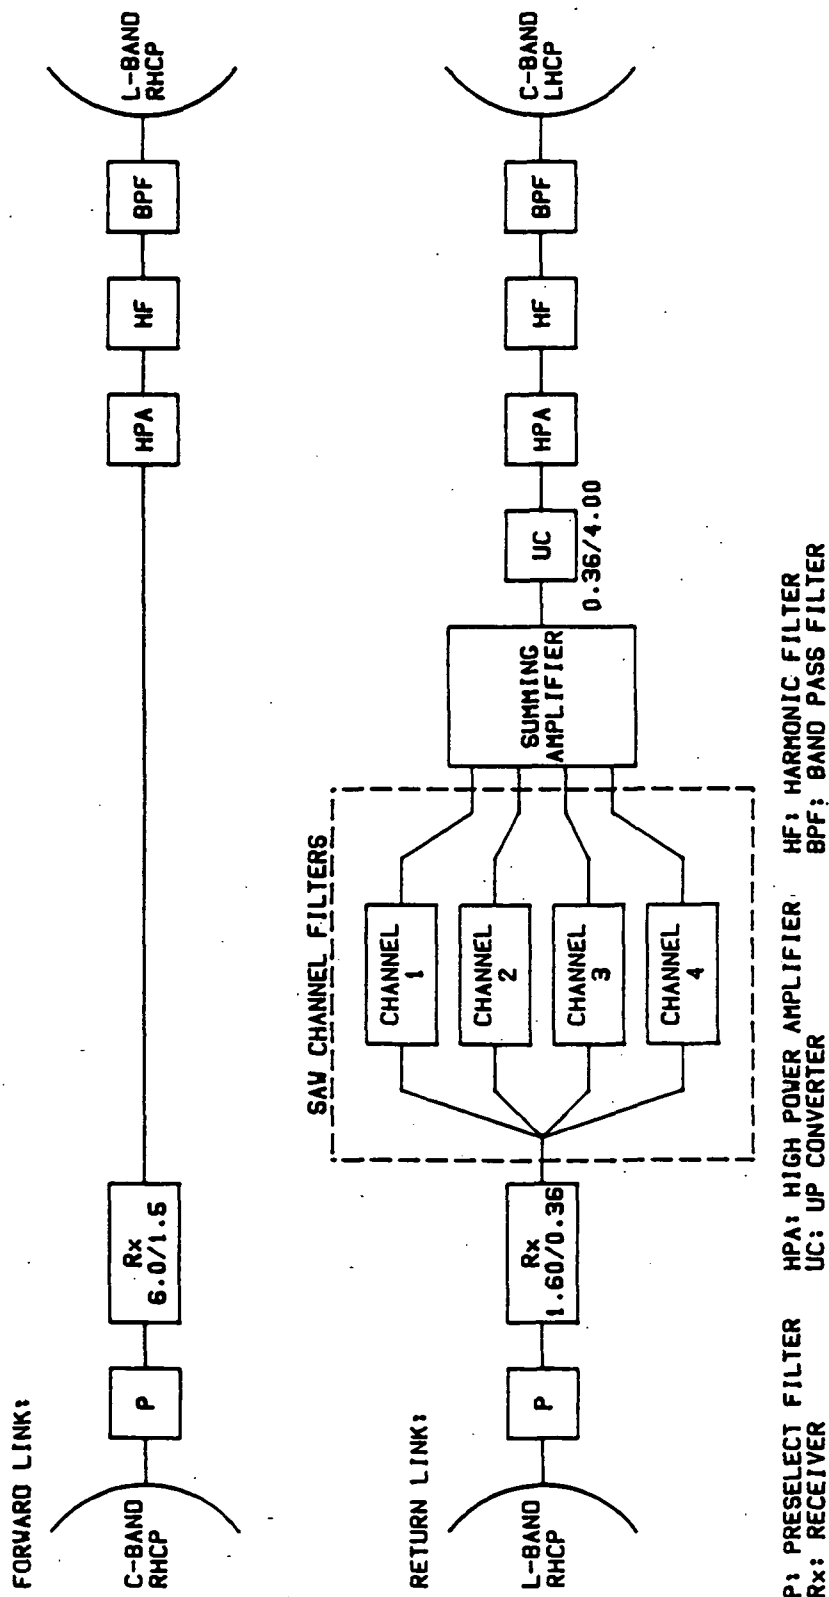 FORWARD LINK:
C-BAND
RHCP
P
Rx
6.0/1.5
HPA
HF
BPF
L-BAND
RHCP
RETURN LINK:
L-BAND
RHCP
P
Rx
1.60/0.36
SAW CHANNEL FILTERS
CHANNEL
1
CHANNEL
2
CHANNEL
3
CHANNEL
4
SUMMING
AMPLIFIER
UC
0.36/4.00
HPA
HF
BPF
C-BAND
LHCP
P: PRESELECT FILTER
Rx: RECEIVER
HPA: HIGH POWER AMPLIFIER
UC: UP CONVERTER
HF: HARMONIC FILTER
BPF: BAND PASS FILTER